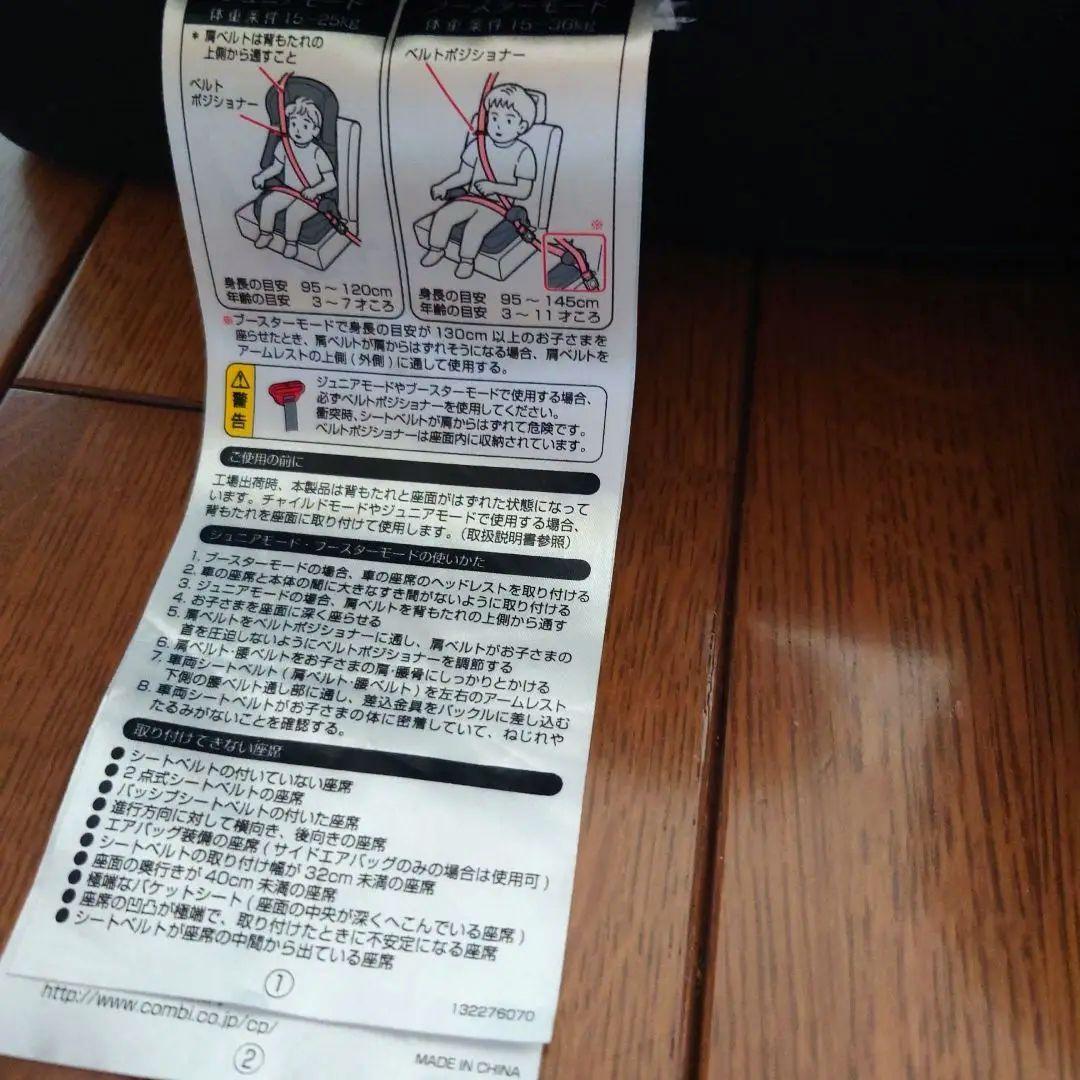 ジュニアモード
体重条件 15~25kg
* 肩ベルトは背もたれの
上側から通すこと
ベルト
ポジショナー
身長の目安 95~120cm
年齢の目安 3~7才ころ
ブースターモード
体重条件 15~36kg
ベルトポジショナー
※
身長の目安 95~145cm
年齢の目安 3~11才ころ
※ブースターモードで身長の目安が130cm以上のお子さまを
座らせたとき、肩ベルトが肩からはずれそうになる場合、肩ベルトを
アームレストの上側(外側)に通して使用する。
警告
ジュニアモードやブースターモードで使用する場合、
必ずベルトポジショナーを使用してください。
衝突時、シートベルトが肩からはずれて危険です。
ベルトポジショナーは座面内に収納されています。
ご使用の前に
工場出荷時、本製品は背もたれと座面がはずれた状態になって
います。チャイルドモードやジュニアモードで使用する場合、
背もたれを座面に取り付けて使用します。(取扱説明書参照)
ジュニアモード・ブースターモードの使いかた
1. ブースターモードの場合、車の座席のヘッドレストを取り付ける
2. 車の座席と本体の間に大きなすき間がないように取り付ける
3. ジュニアモードの場合、肩ベルトを背もたれの上側から通す
4. お子さまを座面に深く座らせる
5. 肩ベルトをベルトポジショナーに通し、肩ベルトがお子さまの
首を圧迫しないようにベルトポジショナーを調節する
6. 肩ベルト・腰ベルトをお子さまの肩・腰骨にしっかりとかける
7. 車両シートベルト(肩ベルト・腰ベルト)を左右のアームレスト
下側の腰ベルト通し部に通し、差込金具をバックルに差し込む
8. 車両シートベルトがお子さまの体に密着していて、ねじれや
たるみがないことを確認する。
取り付けできない座席
● シートベルトの付いていない座席
● 2点式シートベルトの座席
● パッシブシートベルトの付いた座席
● 進行方向に対して横向き、後向きの座席
● エアバッグ装備の座席(サイドエアバッグのみの場合は使用可)
● シートベルトの取り付け幅が32cm未満の座席
● 座面の奥行きが40cm未満の座席
● 極端なバケットシート(座面の中央が深くへこんでいる座席)
● 座席の凹凸が極端で、取り付けたときに不安定になる座席
● シートベルトが座席の中間から出ている座席
①
132276070
http://www.combi.co.jp/cp/
②
MADE IN CHINA